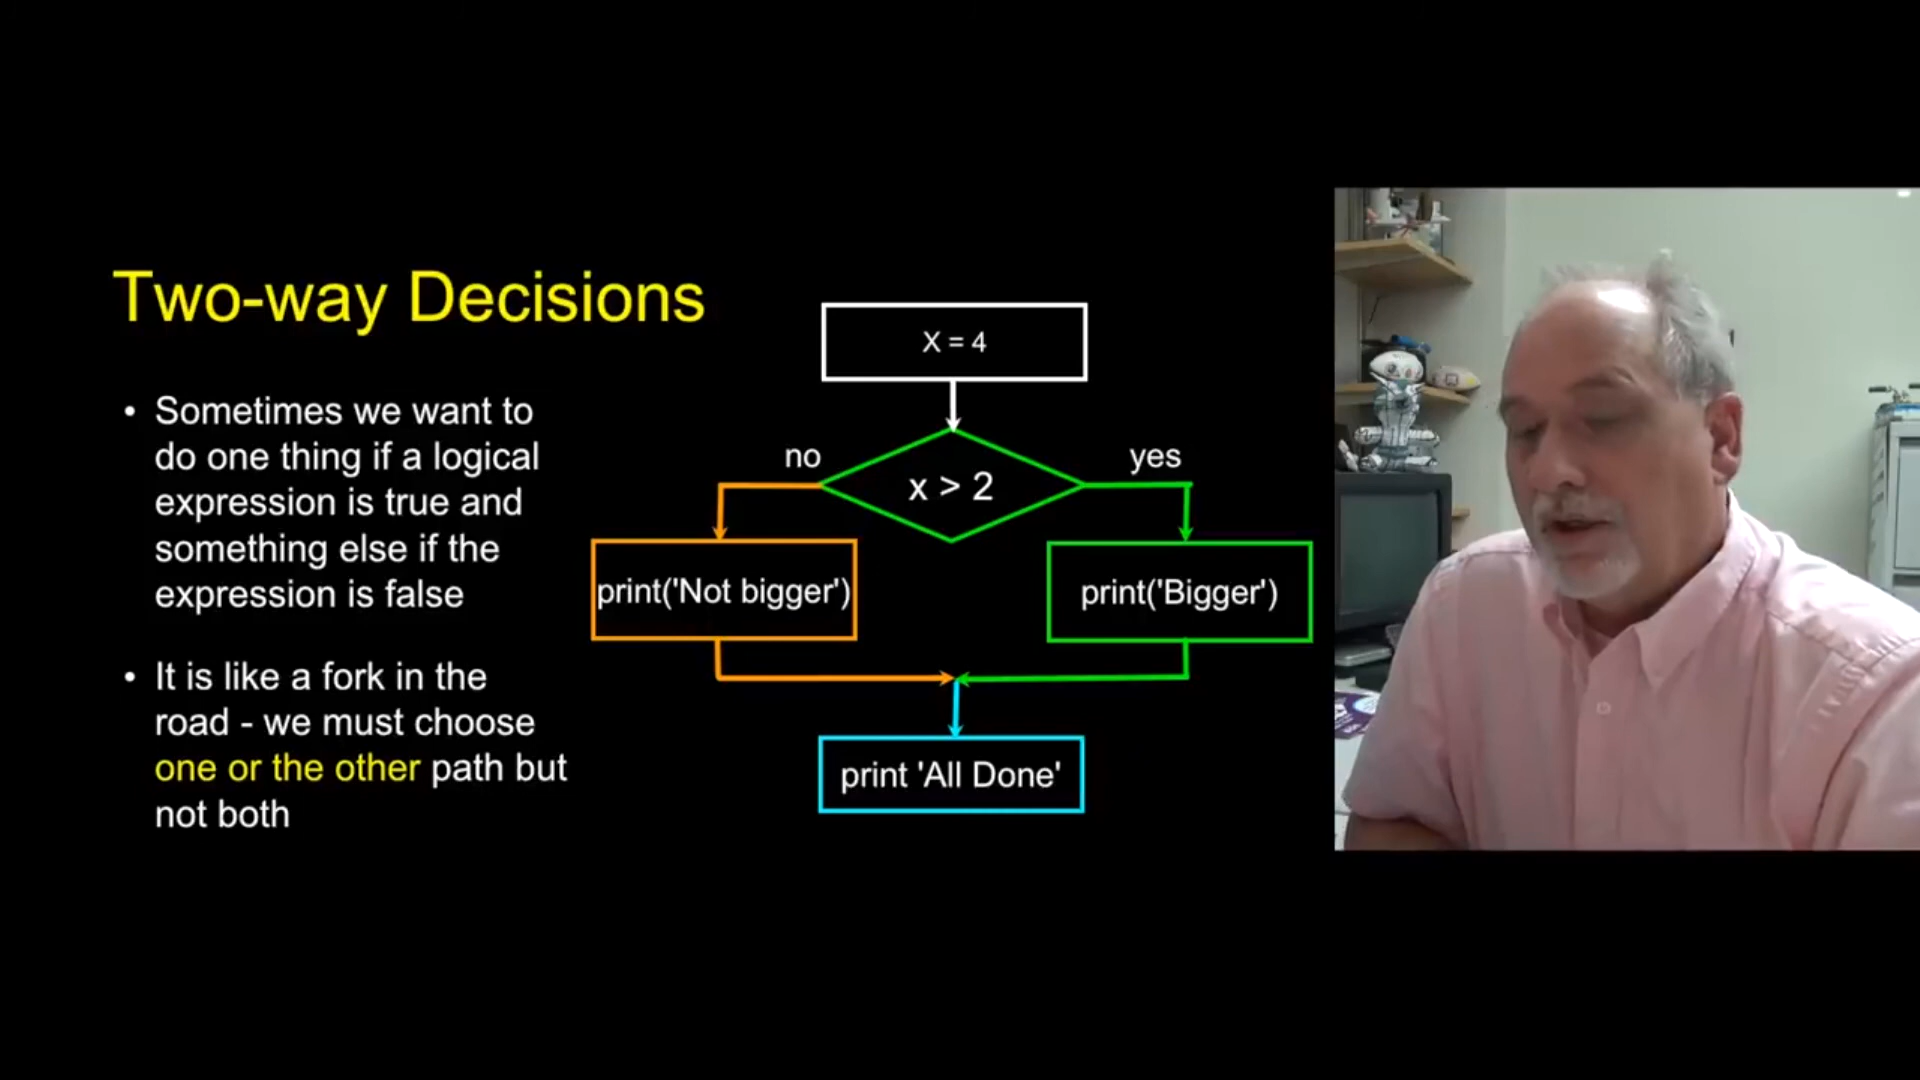 Two-way Decisions
• Sometimes we want to
do one thing if a logical
expression is true and
something else if the
expression is false
• It is like a fork in the
road - we must choose
one or the other path but
not both
X = 4
x > 2
no
yes
print('Not bigger')
print('Bigger')
print 'All Done'